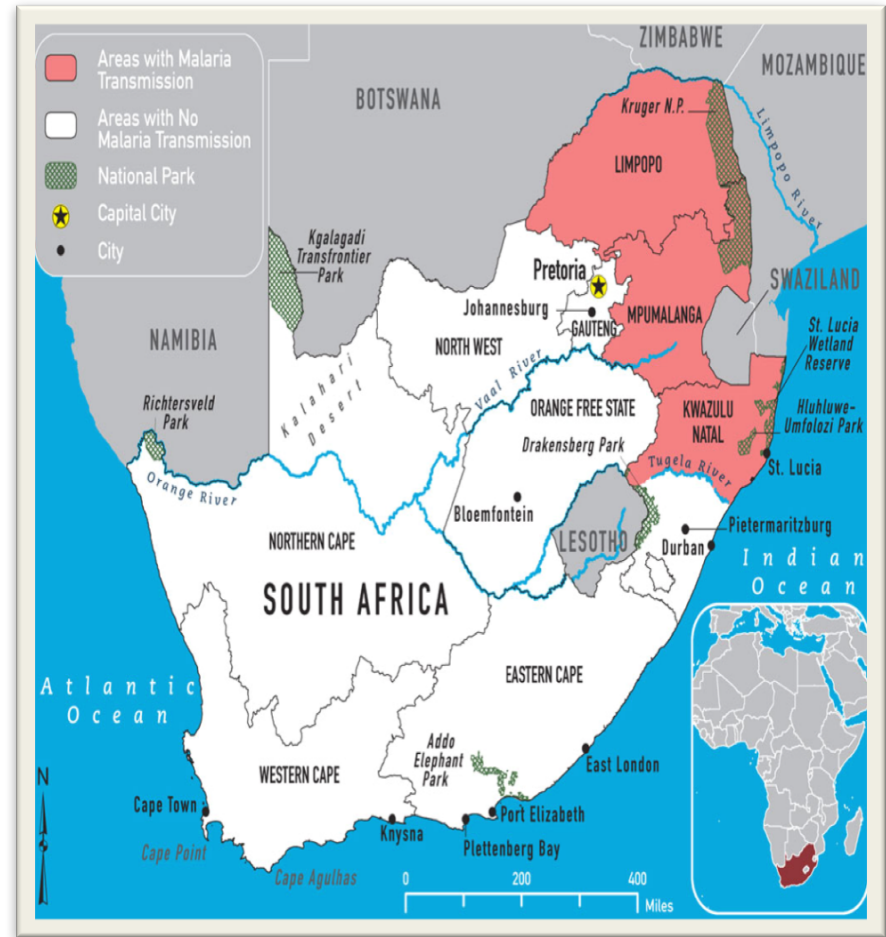 Areas with Malaria
Transmission
Areas with No
Malaria Transmission
National Park
Capital City
City
ZIMBABWE
MOZAMBIQUE
BOTSWANA
Kruger N.P.
Limpopo River
LIMPOPO
Kgalagadi
Transfrontier
Park
Pretoria
SWAZILAND
Johannesburg
GAUTENG
MPUMALANGA
St. Lucia
Wetland
Reserve
NAMIBIA
NORTH WEST
Vaal River
Kalahari
Desert
Richtersveld
Park
ORANGE FREE STATE
KWAZULU
NATAL
Hluhluwe-
Umfolozi Park
Drakensberg Park
Tugela River
St. Lucia
Orange River
Bloemfontein
LESOTHO
Pietermaritzburg
Durban
NORTHERN CAPE
Indian
Ocean
SOUTH AFRICA
EASTERN CAPE
Atlantic
Ocean
Addo
Elephant
Park
East London
WESTERN CAPE
N
Cape Town
Port Elizabeth
Knysna
Plettenberg Bay
Cape Point
Cape Agulhas
0 200 400
Miles